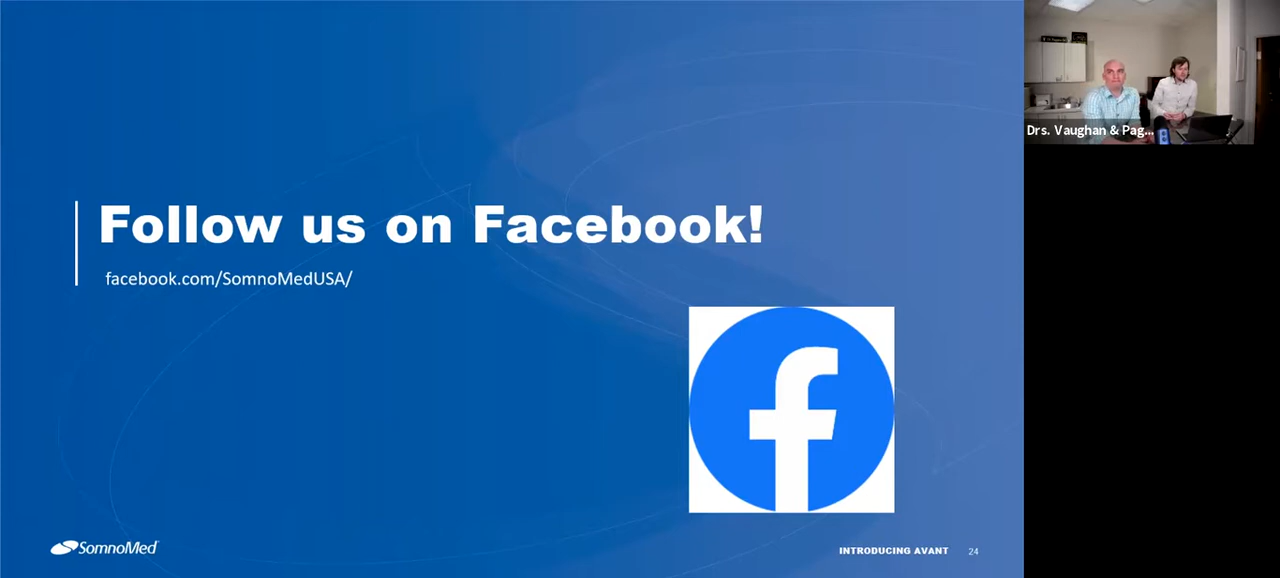 Follow us on Facebook!
facebook.com/SomnoMedUSA/
Drs. Vaughan & Pag...
SomnoMed
INTRODUCING AVANT 24